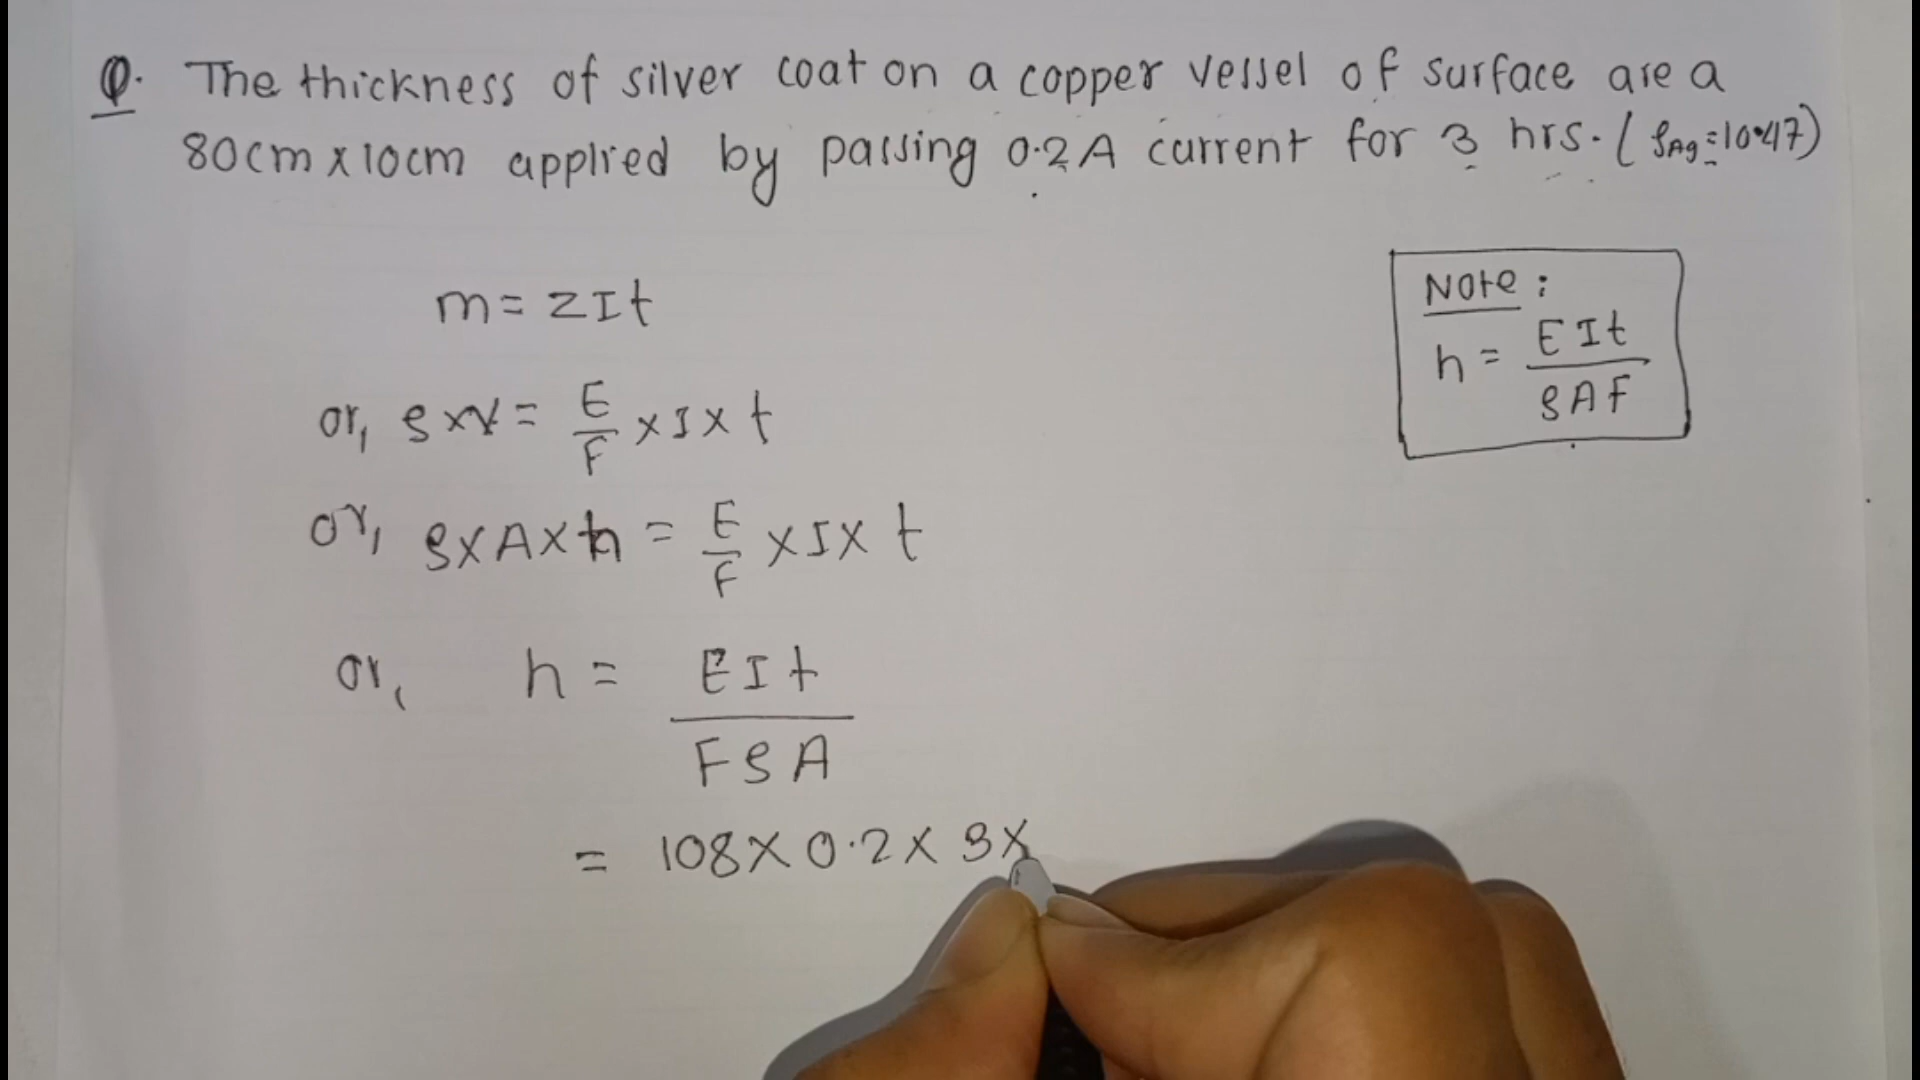 Q. The thickness of silver coat on a copper vessel of surface area
80cm x 10cm applied by passing 0.2A current for 3 hrs. (ρAg = 10.47)
Note:
h = EIt / ρAF
m = ZIt
or, ρ×V = E/F × I × t
or, ρ×A×h = E/F × I × t
or, h = EIt / FρA
= 108 × 0.2 × 3 ×